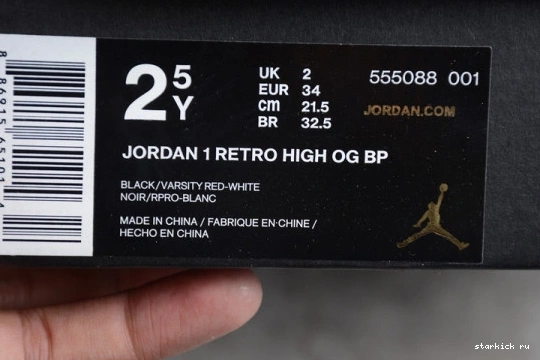 2 5 Y
UK 2
EUR 34
cm 21.5
BR 32.5
555088 001
JORDAN.COM
JORDAN 1 RETRO HIGH OG BP
BLACK/VARSITY RED-WHITE
NOIR/RPRO-BLANC
MADE IN CHINA / FABRIQUE EN CHINE /
HECHO EN CHINA
starkick ru